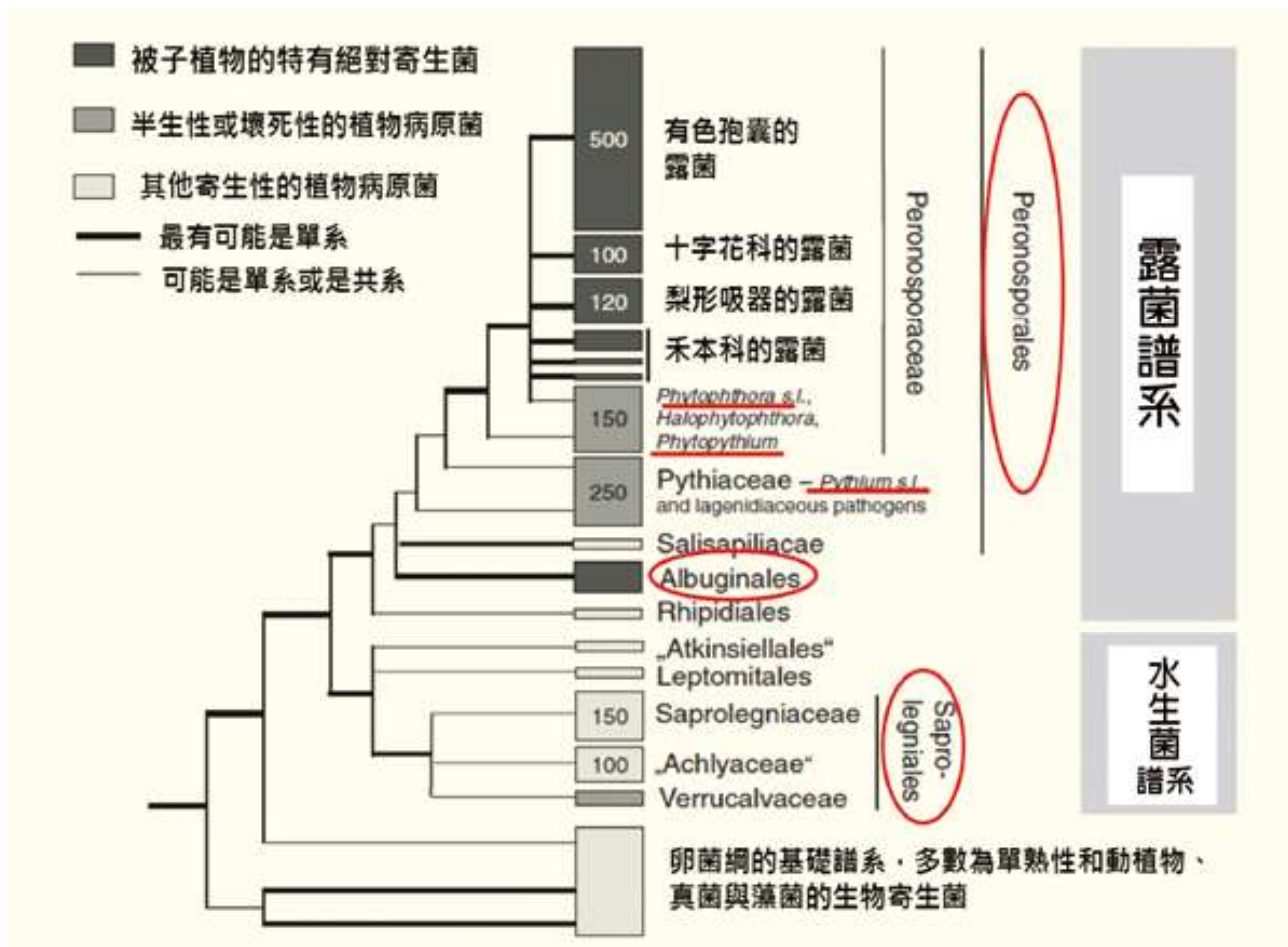 被子植物的特有絕對寄生菌
半生性或壞死性的植物病原菌
其他寄生性的植物病原菌
最有可能是單系
可能是單系或是共系
500
有色孢囊的
露菌
100
十字花科的露菌
120
梨形吸器的露菌
禾本科的露菌
150
Phytophthora s.l.,
Halophytophthora,
Phytopythium
250
Pythiaceae – Pythium s.l.
and lagenidiaceous pathogens
Salisapiliacae
Albuginales
Rhipidiales
„Atkinsiellales“
Leptomitales
150
Saprolegniaceae
100
„Achlyaceae“
Verrucalvaceae
卵菌綱的基礎譜系，多數為單熟性和動植物、
真菌與藻菌的生物寄生菌
Peronosporaceae
Peronosporales
Sapro-
legniales
露菌譜系
水生菌
譜系